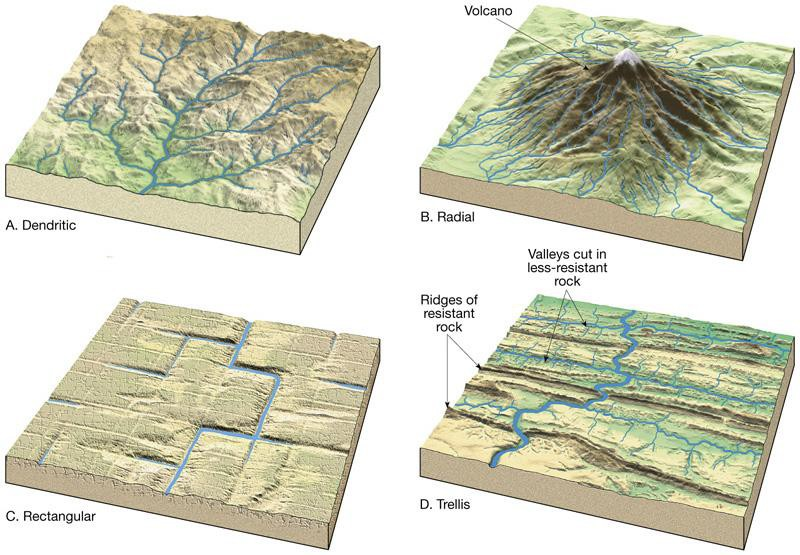 Volcano
A. Dendritic
B. Radial
Valleys cut in
less-resistant
rock
Ridges of
resistant
rock
C. Rectangular
D. Trellis